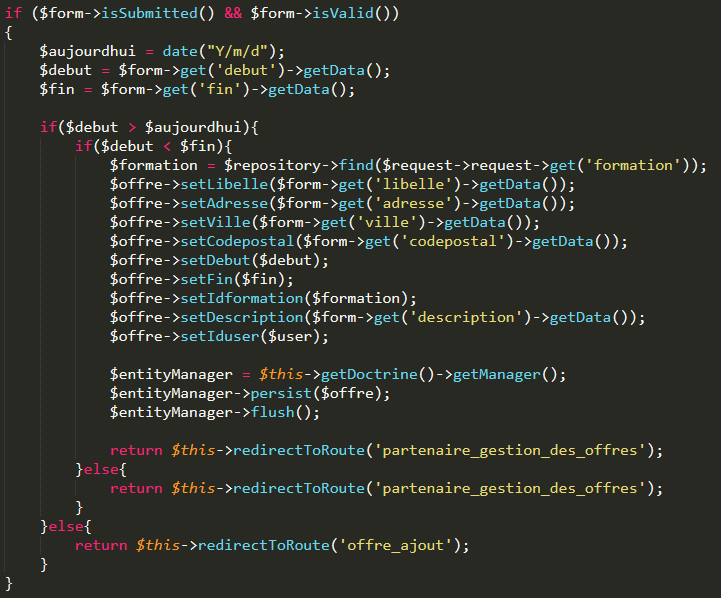 if ($form->isSubmitted() && $form->isValid())
{
    $aujourdhui = date("Y/m/d");
    $debut = $form->get('debut')->getData();
    $fin = $form->get('fin')->getData();

    if($debut > $aujourdhui){
        if($debut < $fin){
            $formation = $repository->find($request->request->get('formation'));
            $offre->setLibelle($form->get('libelle')->getData());
            $offre->setAdresse($form->get('adresse')->getData());
            $offre->setVille($form->get('ville')->getData());
            $offre->setCodepostal($form->get('codepostal')->getData());
            $offre->setDebut($debut);
            $offre->setFin($fin);
            $offre->setIdformation($formation);
            $offre->setDescription($form->get('description')->getData());
            $offre->setIduser($user);

            $entityManager = $this->getDoctrine()->getManager();
            $entityManager->persist($offre);
            $entityManager->flush();

            return $this->redirectToRoute('partenaire_gestion_des_offres');
        }else{
            return $this->redirectToRoute('partenaire_gestion_des_offres');
        }
    }else{
        return $this->redirectToRoute('offre_ajout');
    }
}